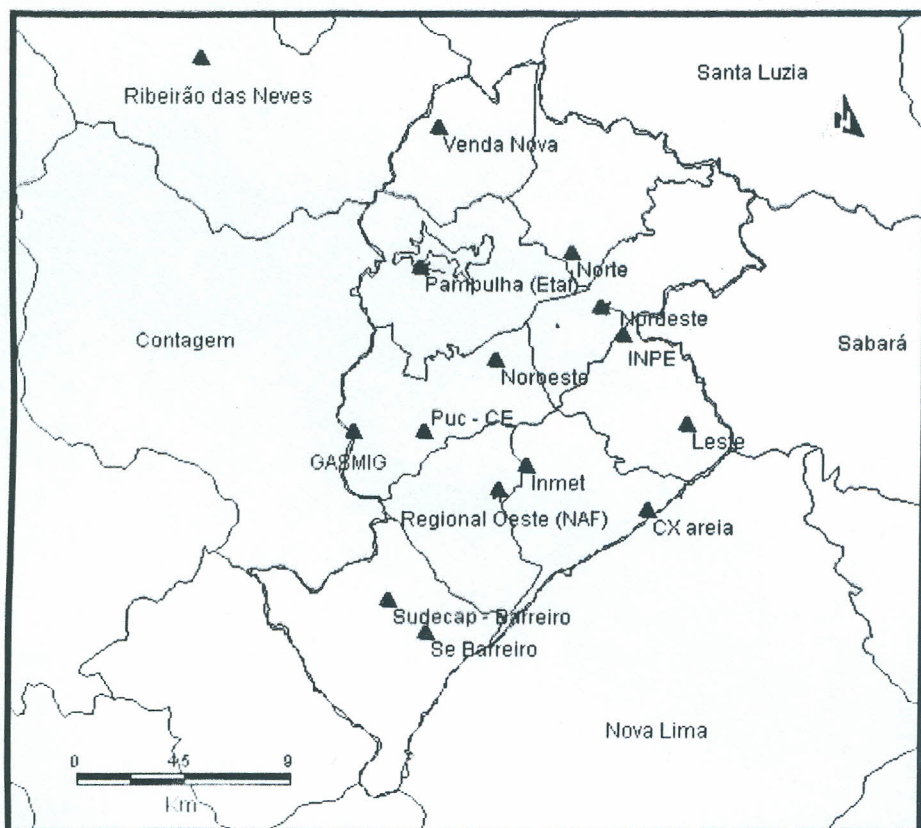 Santa Luzia
Ribeirão das Neves
Venda Nova
Norte
Pampulha (Etaf)
Nordeste
Contagem
Sabará
INPE
Noroeste
Puc - CE
Leste
GASMIG
Inmet
Regional Oeste (NAF)
CX areia
Sudecap - Barreiro
Se Barreiro
Nova Lima
0 4,5 9
Km